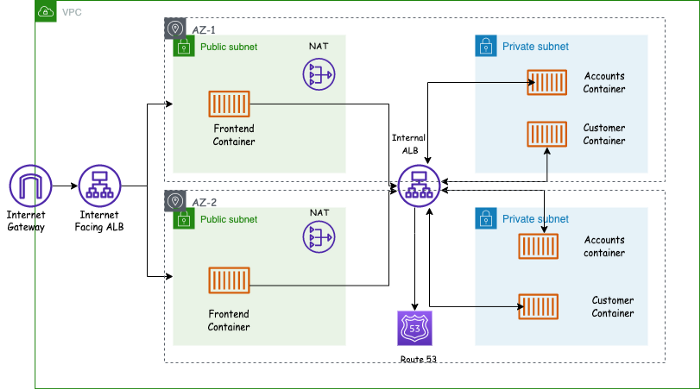 VPC
AZ-1
Public subnet
NAT
Private subnet
Accounts
Container
Frontend
Container
Customer
Container
Internal
ALB
Internet
Gateway
Internet
Facing ALB
AZ-2
Public subnet
NAT
Private subnet
Accounts
container
Frontend
Container
Customer
Container
53
Route 53